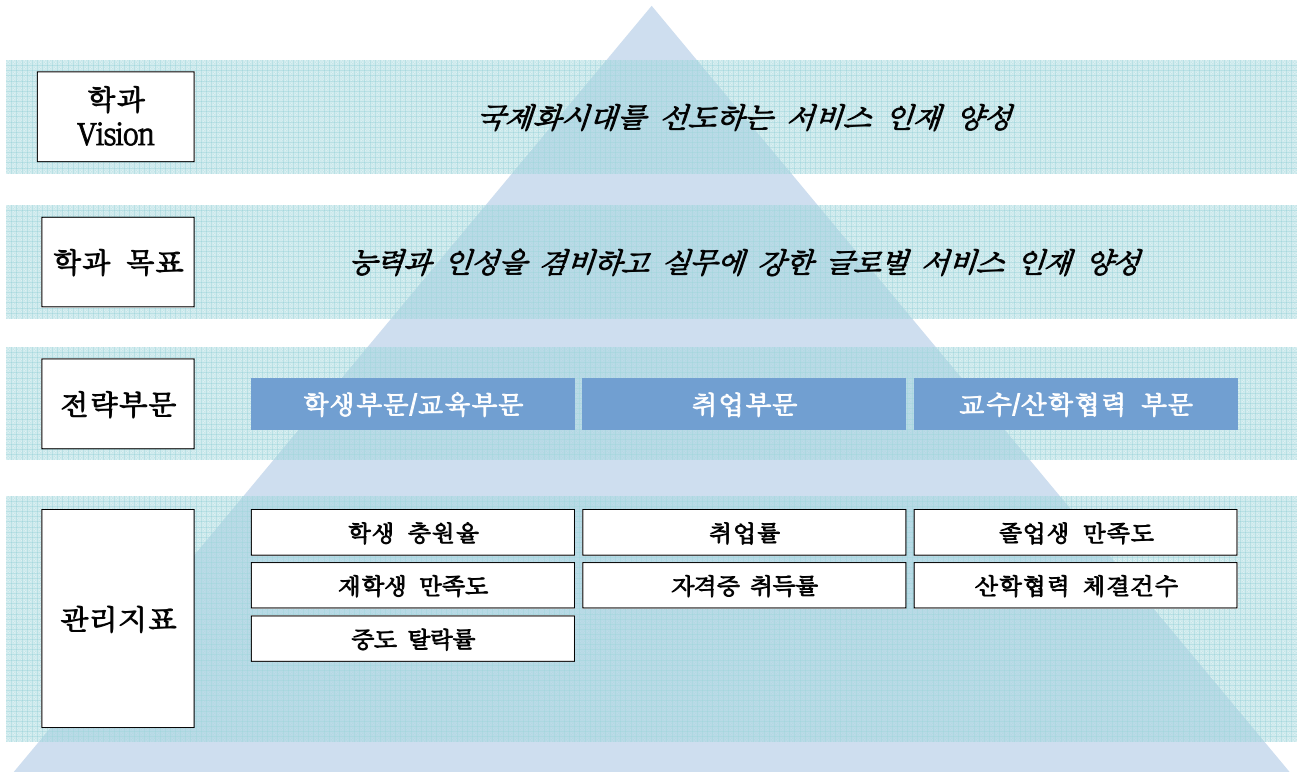 학과
Vision
국제화시대를 선도하는 서비스 인재 양성
학과 목표
능력과 인성을 겸비하고 실무에 강한 글로벌 서비스 인재 양성
전략부문
학생부문/교육부문
취업부문
교수/산학협력 부문
관리지표
학생 충원율
취업률
졸업생 만족도
재학생 만족도
자격증 취득률
산학협력 체결건수
중도 탈락률